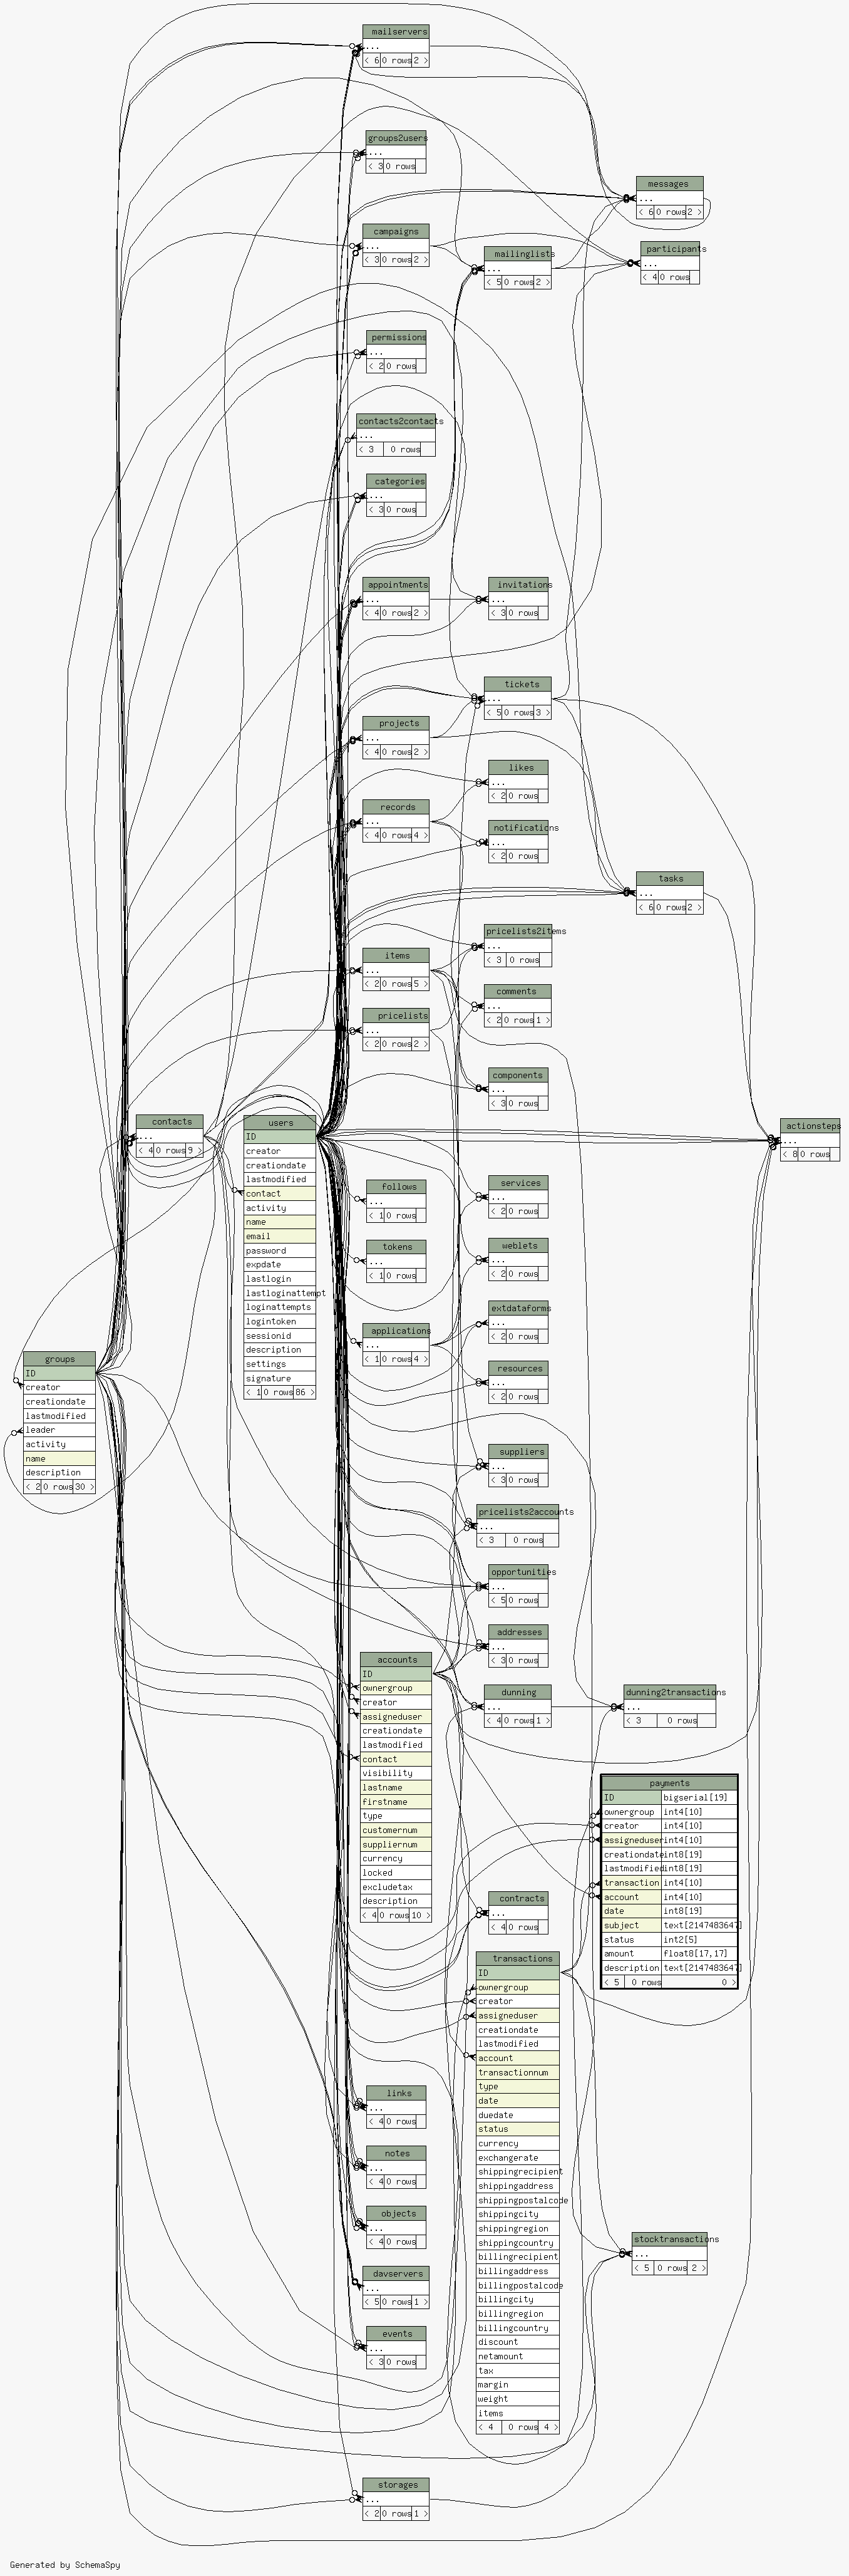 mailservers
...
< 6 0 rows 2 >
groups2users
...
< 3 0 rows
messages
...
< 6 0 rows 2 >
campaigns
...
< 3 0 rows 2 >
mailinglists
...
< 5 0 rows 2 >
participants
...
< 4 0 rows
permissions
...
< 2 0 rows
contacts2contacts
...
< 3 0 rows
categories
...
< 3 0 rows
appointments
...
< 4 0 rows 2 >
invitations
...
< 3 0 rows
tickets
...
< 5 0 rows 3 >
projects
...
< 4 0 rows 2 >
likes
...
< 2 0 rows
records
...
< 4 0 rows 4 >
notifications
...
< 2 0 rows
tasks
...
< 6 0 rows 2 >
pricelists2items
...
< 3 0 rows
items
...
< 2 0 rows 5 >
comments
...
< 2 0 rows 1 >
pricelists
...
< 2 0 rows 2 >
components
...
< 3 0 rows
contacts
...
< 4 0 rows 9 >
users
ID
creator
creationdate
lastmodified
contact
activity
name
email
password
expdate
lastlogin
lastloginattempt
loginattempts
logintoken
sessionid
description
settings
signature
< 1 0 rows 86 >
actionsteps
...
< 8 0 rows
follows
...
< 1 0 rows
services
...
< 2 0 rows
tokens
...
< 1 0 rows
weblets
...
< 2 0 rows
extdataforms
...
< 2 0 rows
applications
...
< 1 0 rows 4 >
resources
...
< 2 0 rows
groups
ID
creator
creationdate
lastmodified
leader
activity
name
description
< 2 0 rows 30 >
suppliers
...
< 3 0 rows
pricelists2accounts
...
< 3 0 rows
opportunities
...
< 5 0 rows
addresses
...
< 3 0 rows
accounts
ID
ownergroup
creator
assigneduser
creationdate
lastmodified
contact
visibility
lastname
firstname
type
customernum
suppliernum
currency
locked
excludetax
description
< 4 0 rows 10 >
dunning
...
< 4 0 rows 1 >
dunning2transactions
...
< 3 0 rows
payments
ID bigserial[19]
ownergroup int4[10]
creator int4[10]
assigneduser int4[10]
creationdate int8[19]
lastmodified int8[19]
transaction int4[10]
account int4[10]
date int8[19]
subject text[2147483647]
status int2[5]
amount float8[17,17]
description text[2147483647]
< 5 0 rows 0 >
contracts
...
< 4 0 rows
transactions
ID
ownergroup
creator
assigneduser
creationdate
lastmodified
account
transactionnum
type
date
duedate
status
currency
exchangerate
shippingrecipient
shippingaddress
shippingpostalcode
shippingcity
shippingregion
shippingcountry
billingrecipient
billingaddress
billingpostalcode
billingcity
billingregion
billingcountry
discount
netamount
tax
margin
weight
items
< 4 0 rows 4 >
links
...
< 4 0 rows
notes
...
< 4 0 rows
objects
...
< 4 0 rows
stocktransactions
...
< 5 0 rows 2 >
davservers
...
< 5 0 rows 1 >
events
...
< 3 0 rows
storages
...
< 2 0 rows 1 >
Generated by SchemaSpy